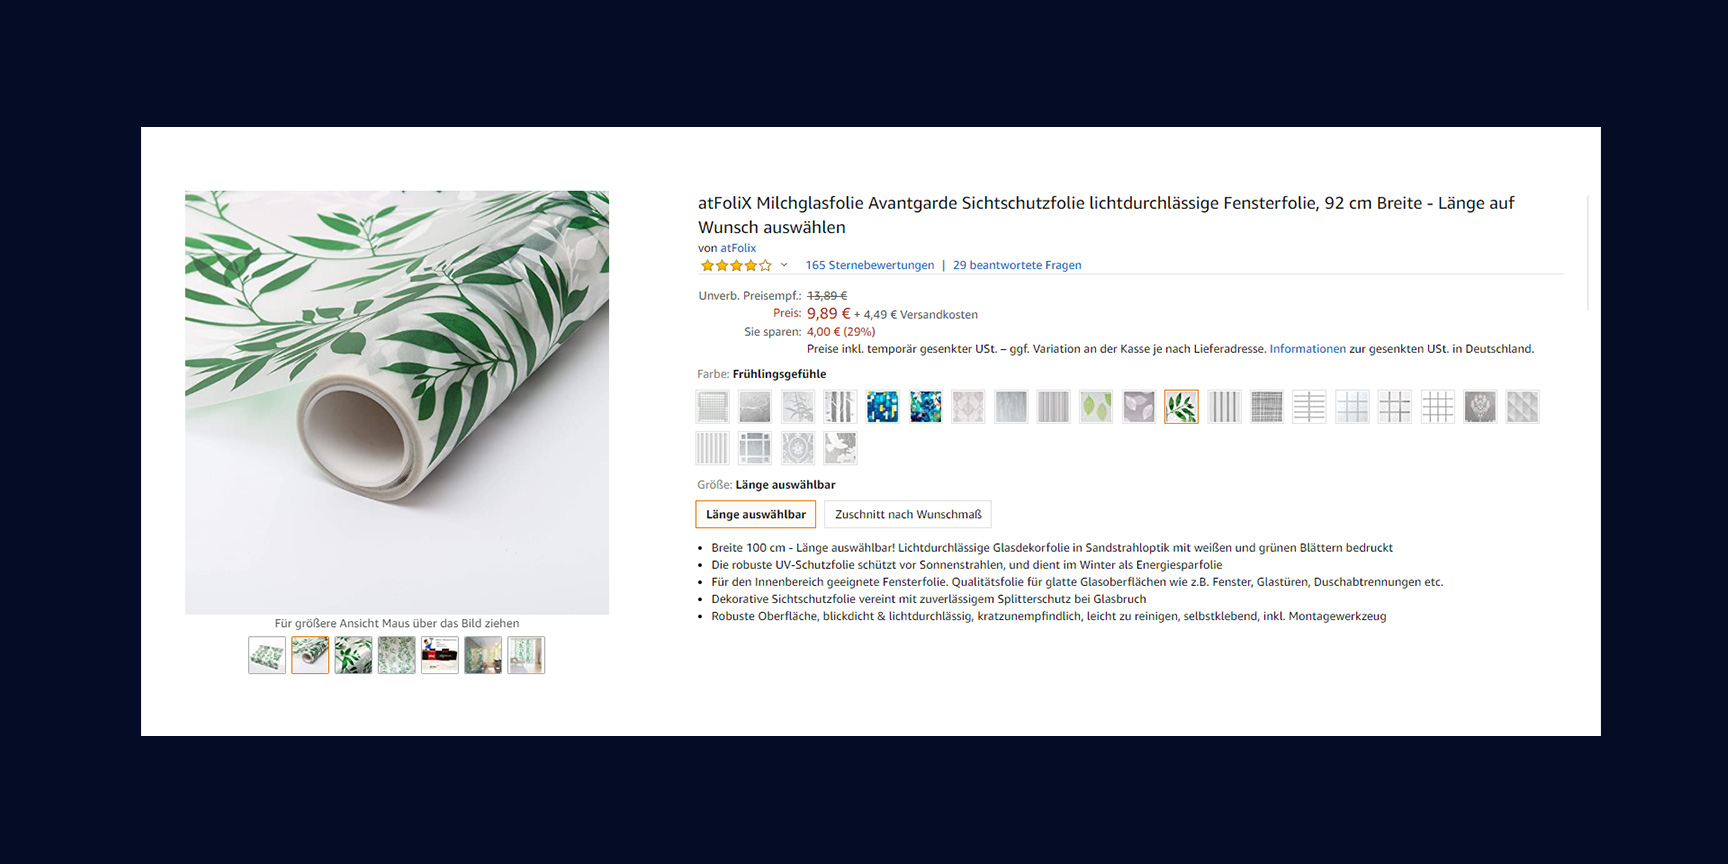 atFoliX Milchglasfolie Avantgarde Sichtschutzfolie lichtdurchlässige Fensterfolie, 92 cm Breite - Länge auf
Wunsch auswählen
von atFolix
165 Sternebewertungen | 29 beantwortete Fragen
Unverb. Preisempf.: 13,89 €
Preis: 9,89 € + 4,49 € Versandkosten
Sie sparen: 4,00 € (29%)
Preise inkl. temporär gesenkter USt. – ggf. Variation an der Kasse je nach Lieferadresse. Informationen zur gesenkten USt. in Deutschland.
Farbe: Frühlingsgefühle
Größe: Länge auswählbar
Länge auswählbar Zuschnitt nach Wunschmaß
• Breite 100 cm - Länge auswählbar! Lichtdurchlässige Glasdekorfolie in Sandstrahloptik mit weißen und grünen Blättern bedruckt
• Die robuste UV-Schutzfolie schützt vor Sonnenstrahlen, und dient im Winter als Energiesparfolie
• Für den Innenbereich geeignete Fensterfolie. Qualitätsfolie für glatte Glasoberflächen wie z.B. Fenster, Glastüren, Duschabtrennungen etc.
• Dekorative Sichtschutzfolie vereint mit zuverlässigem Splitterschutz bei Glasbruch
• Robuste Oberfläche, blickdicht & lichtdurchlässig, kratzunempfindlich, leicht zu reinigen, selbstklebend, inkl. Montagewerkzeug
Für größere Ansicht Maus über das Bild ziehen